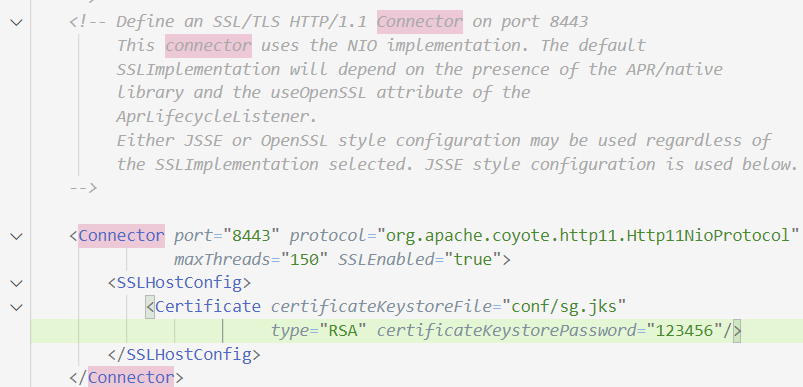 <!-- Define an SSL/TLS HTTP/1.1 Connector on port 8443
This connector uses the NIO implementation. The default
SSLImplementation will depend on the presence of the APR/native
library and the useOpenSSL attribute of the
AprLifecycleListener.
Either JSSE or OpenSSL style configuration may be used regardless of
the SSLImplementation selected. JSSE style configuration is used below.
-->
<Connector port="8443" protocol="org.apache.coyote.http11.Http11NioProtocol"
maxThreads="150" SSLEnabled="true">
<SSLHostConfig>
<Certificate certificateKeystoreFile="conf/sg.jks"
type="RSA" certificateKeystorePassword="123456"/>
</SSLHostConfig>
</Connector>